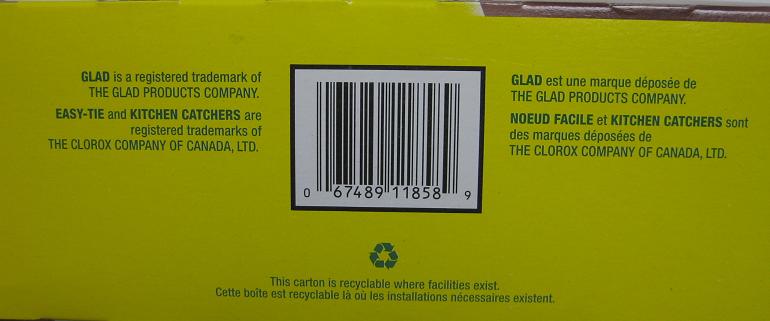 GLAD is a registered trademark of
THE GLAD PRODUCTS COMPANY.
EASY-TIE and KITCHEN CATCHERS are
registered trademarks of
THE CLOROX COMPANY OF CANADA, LTD.
0 67489 11858 9
GLAD est une marque déposée de
THE GLAD PRODUCTS COMPANY.
NOEUD FACILE et KITCHEN CATCHERS sont
des marques déposées de
THE CLOROX COMPANY OF CANADA, LTD.
This carton is recyclable where facilities exist.
Cette boîte est recyclable là où les installations nécessaires existent.